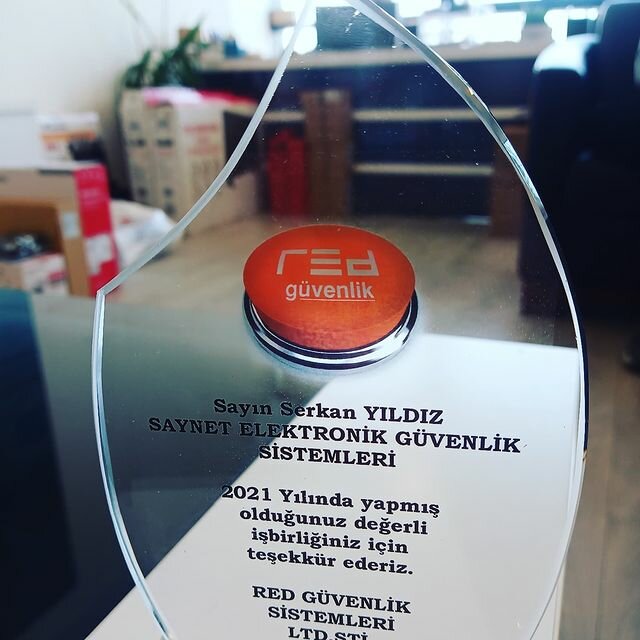 rEd
güvenlik
Sayın Serkan YILDIZ
SAYNET ELEKTRONİK GÜVENLİK
SİSTEMLERİ
2021 Yılında yapmış
olduğunuz değerli
işbirliğiniz için
teşekkür ederiz.
RED GÜVENLİK
SİSTEMLERİ
LTD.ŞTİ